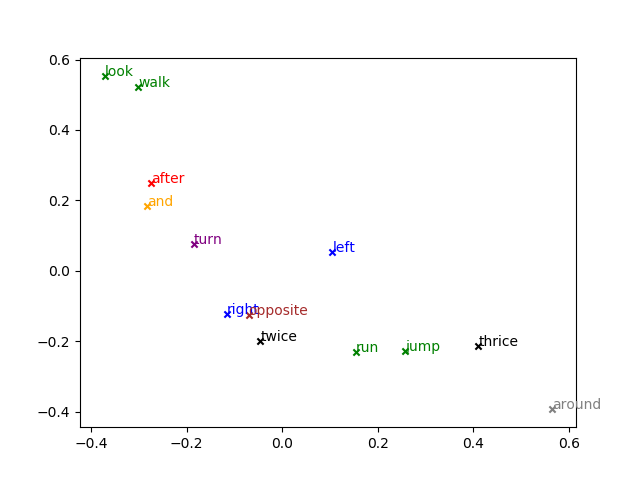 0.6
look
walk
0.4
after
0.2
and
turn
left
0.0
right
opposite
twice
run
jump
thrice
−0.2
around
−0.4
−0.4
−0.2
0.0
0.2
0.4
0.6